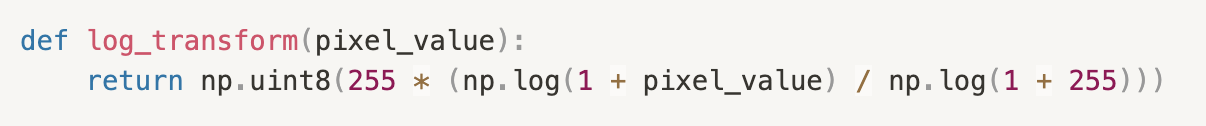 def log_transform(pixel_value):
    return np.uint8(255 * (np.log(1 + pixel_value) / np.log(1 + 255)))